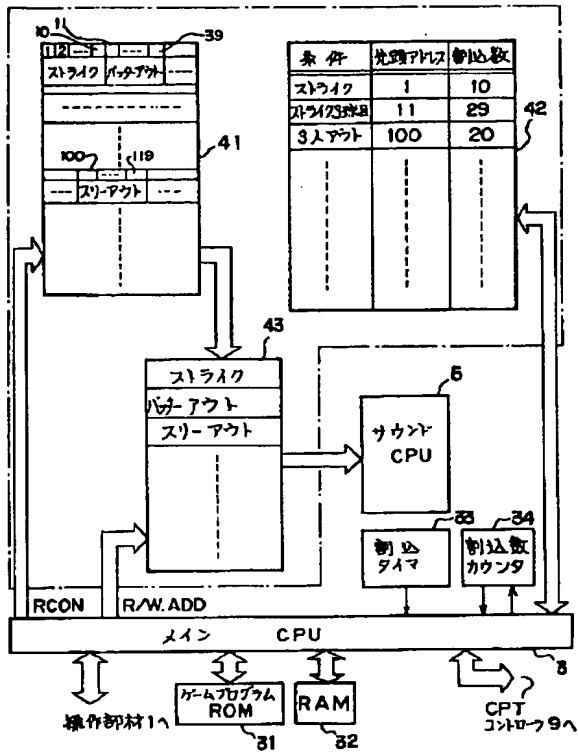 11
10
39
1 2
ストライク バッターアウト
41
100 119
スリーアウト
条件 先頭アドレス 割込数
ストライク 1 10
ストライク3球目 11 29
3人アウト 100 20
42
43
ストライク
バッターアウト
スリーアウト
5
サウンド
CPU
33
割込
タイマ
34
割込数
カウンタ
RCON R/W.ADD
メイン CPU
3
操作部材1へ
ゲームプログラム
ROM
31
RAM
32
CPT
コントローラ9へ